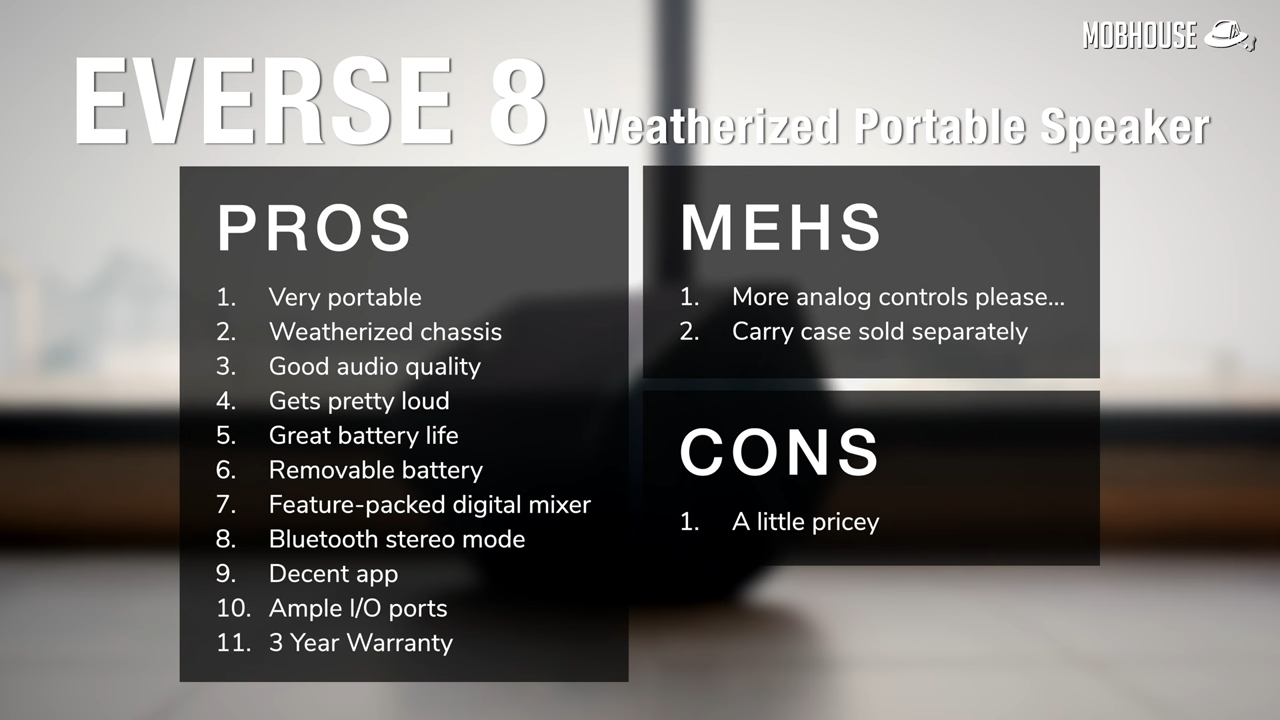 MOBHOUSE
EVERSE 8 Weatherized Portable Speaker
PROS
1. Very portable
2. Weatherized chassis
3. Good audio quality
4. Gets pretty loud
5. Great battery life
6. Removable battery
7. Feature-packed digital mixer
8. Bluetooth stereo mode
9. Decent app
10. Ample I/O ports
11. 3 Year Warranty
MEHS
1. More analog controls please...
2. Carry case sold separately
CONS
1. A little pricey